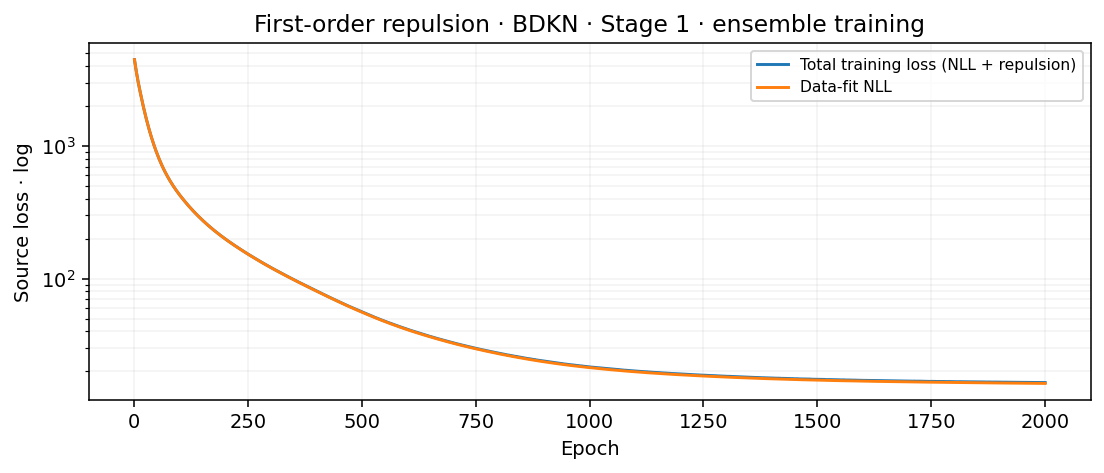 First-order repulsion · BDKN · Stage 1 · ensemble training
Total training loss (NLL + repulsion)
Data-fit NLL
Source loss · log
10³
10²
0 250 500 750 1000 1250 1500 1750 2000
Epoch